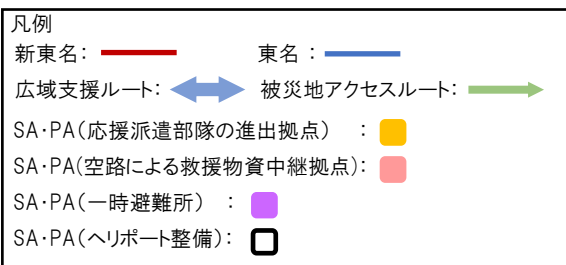 凡例
新東名： 東名：
広域支援ルート： 被災地アクセスルート：
SA・PA（応援派遣部隊の進出拠点）：
SA・PA(空路による救援物資中継拠点)：
SA・PA（一時避難所）：
SA・PA（ヘリポート整備）：